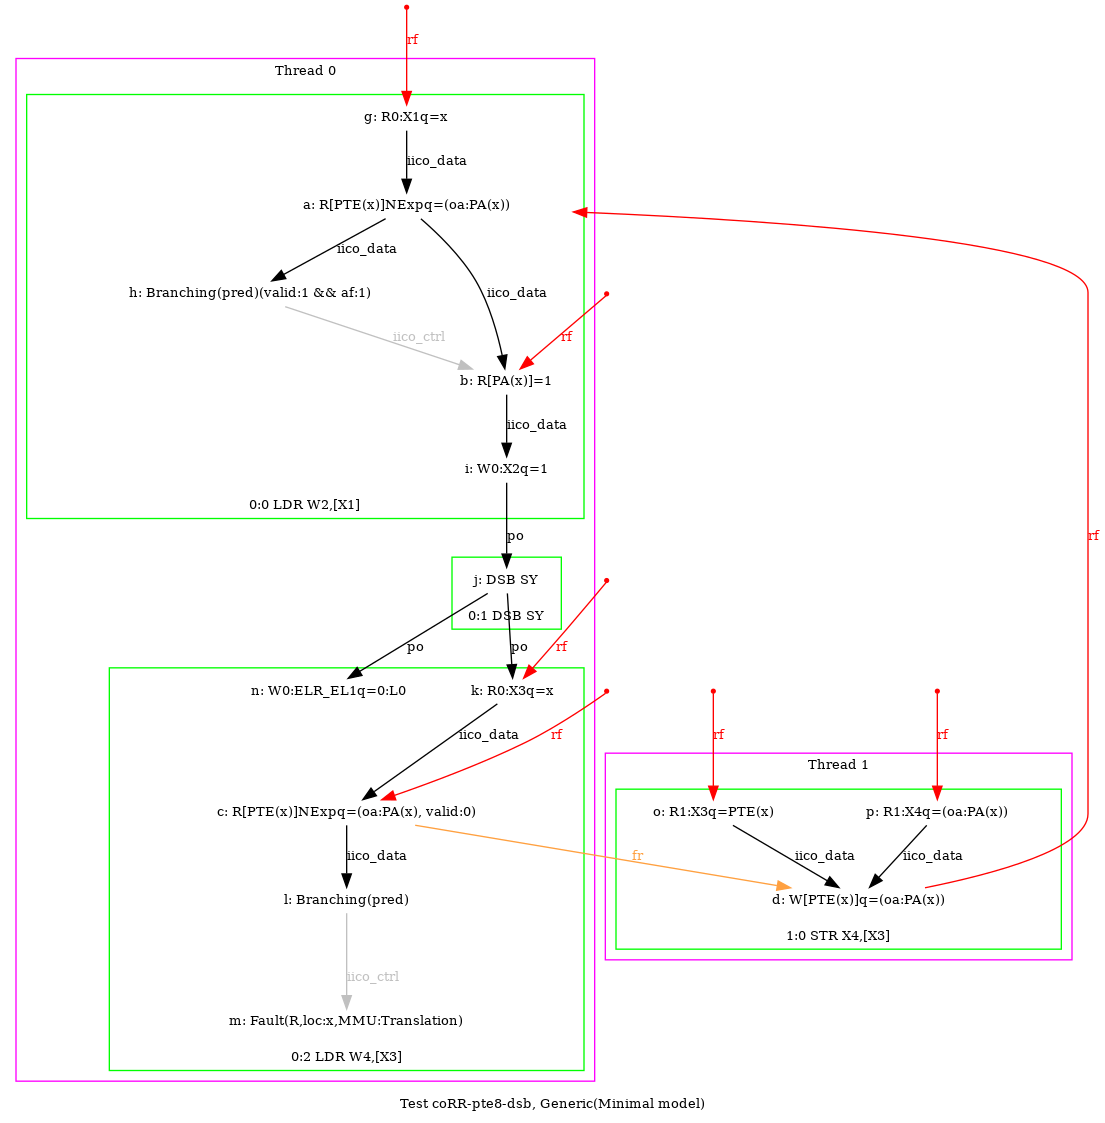 rf
Thread 0
g: R0:X1q=x
iico_data
a: R[PTE(x)]NExpq=(oa:PA(x))
iico_data
h: Branching(pred)(valid:1 && af:1)
iico_data
iico_ctrl
rf
b: R[PA(x)]=1
iico_data
i: W0:X2q=1
0:0 LDR W2,[X1]
po
rf
j: DSB SY
0:1 DSB SY
po
po
rf
n: W0:ELR_EL1q=0:L0
k: R0:X3q=x
iico_data
rf
rf
rf
Thread 1
c: R[PTE(x)]NExpq=(oa:PA(x), valid:0)
o: R1:X3q=PTE(x)
p: R1:X4q=(oa:PA(x))
iico_data
fr
iico_data
iico_data
l: Branching(pred)
d: W[PTE(x)]q=(oa:PA(x))
1:0 STR X4,[X3]
iico_ctrl
m: Fault(R,loc:x,MMU:Translation)
0:2 LDR W4,[X3]
Test coRR-pte8-dsb, Generic(Minimal model)